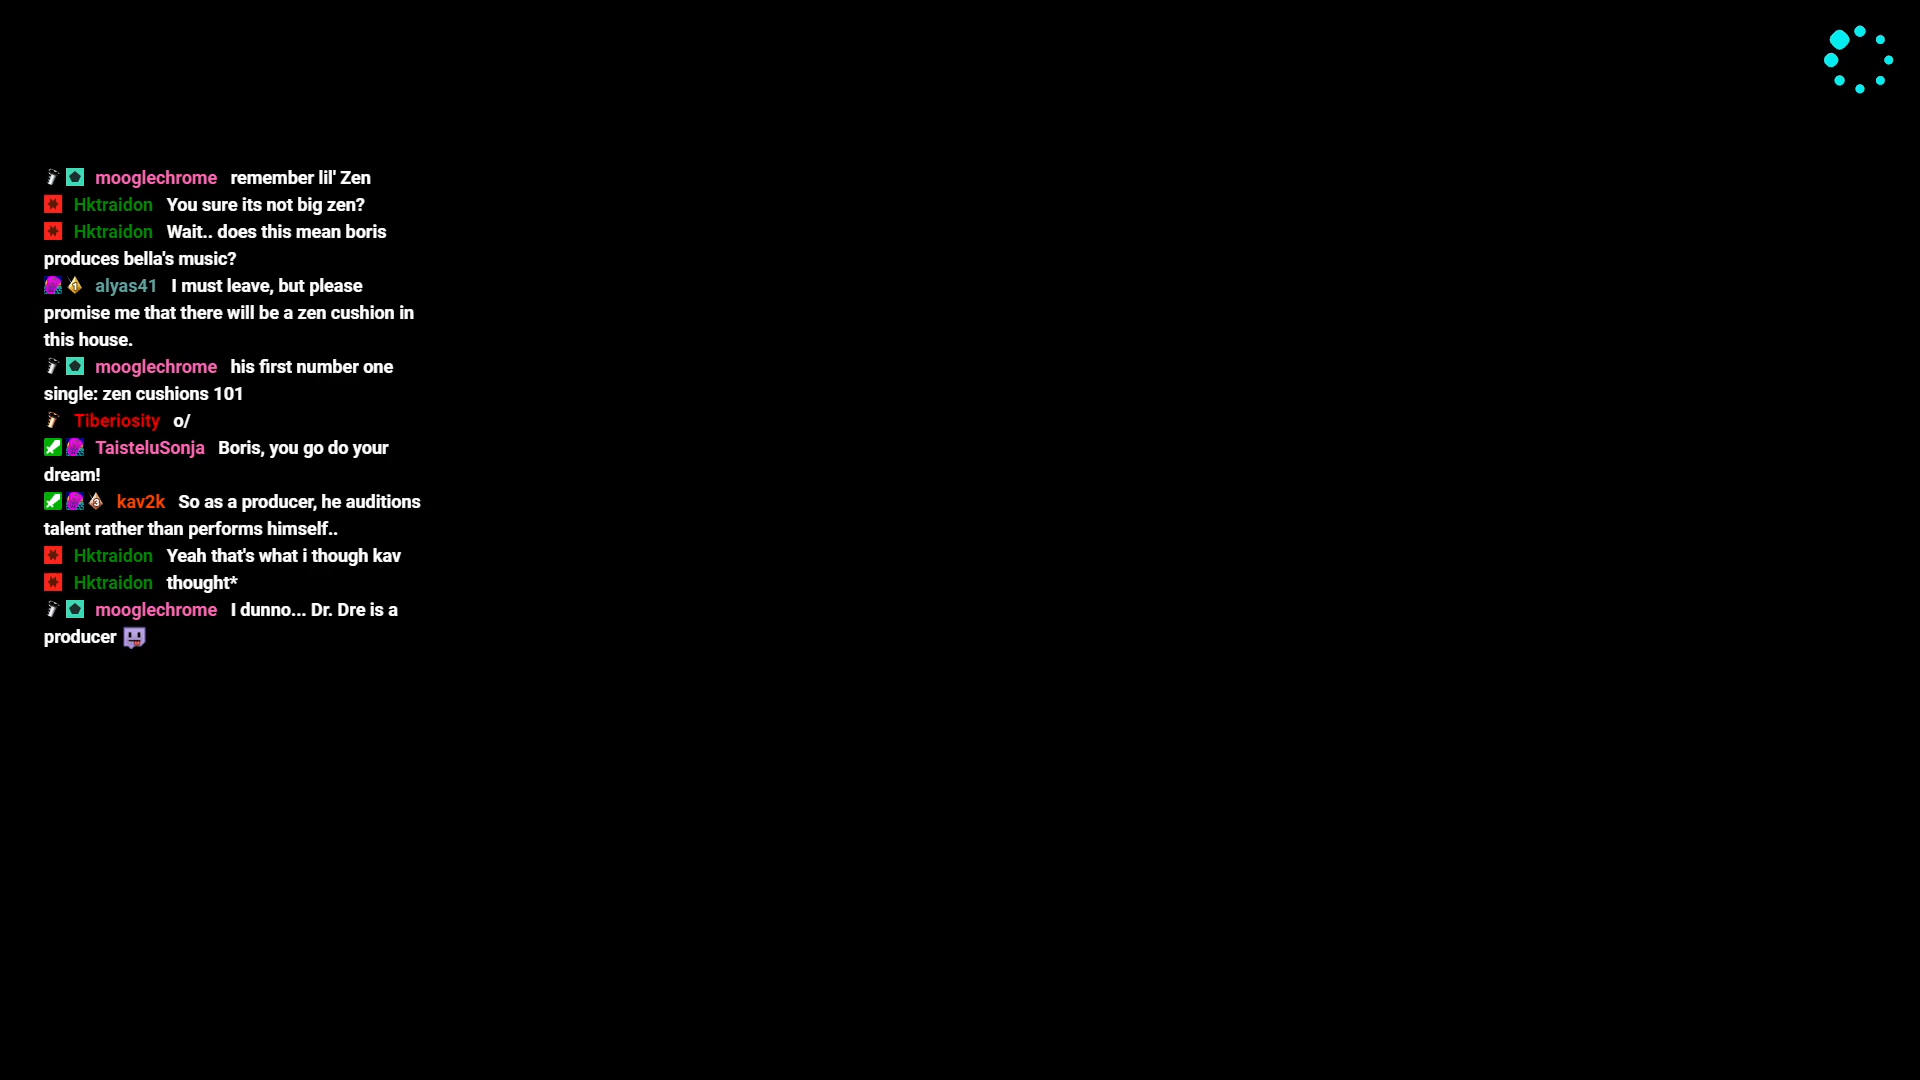 mooglechrome remember lil' Zen
Hktraidon You sure its not big zen?
Hktraidon Wait.. does this mean boris
produces bella's music?
alyas41 I must leave, but please
promise me that there will be a zen cushion in
this house.
mooglechrome his first number one
single: zen cushions 101
Tiberiosity o/
TaisteluSonja Boris, you go do your
dream!
kav2k So as a producer, he auditions
talent rather than performs himself..
Hktraidon Yeah that's what i though kav
Hktraidon thought*
mooglechrome I dunno... Dr. Dre is a
producer